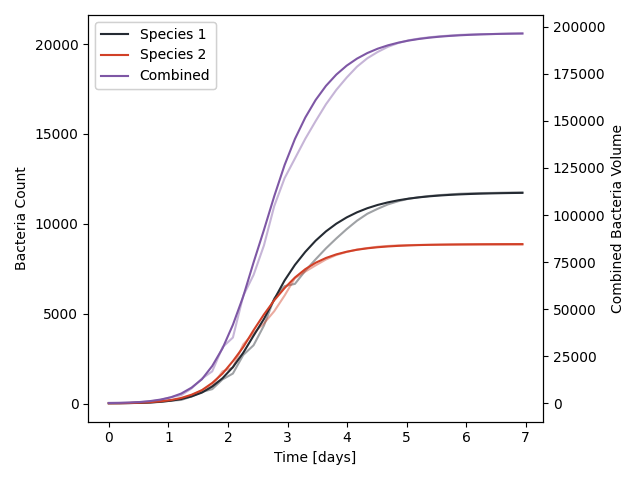 Species 1
Species 2
Combined
20000
15000
10000
5000
0
200000
175000
150000
125000
100000
75000
50000
25000
0
0 1 2 3 4 5 6 7
Time [days]
Bacteria Count
Combined Bacteria Volume